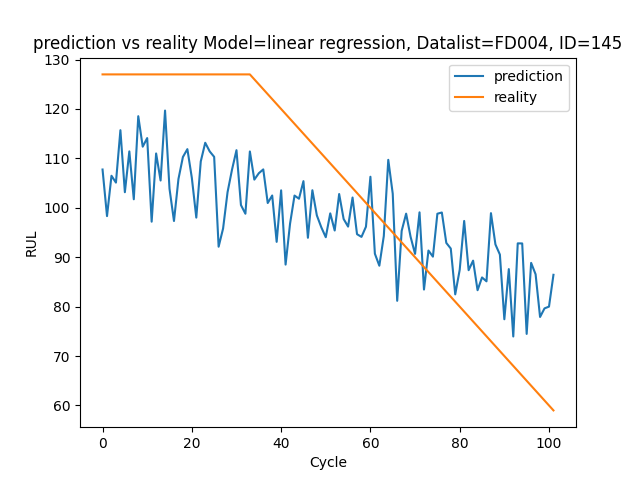 prediction vs reality Model=linear regression, Datalist=FD004, ID=145
prediction
reality
130
120
110
100
90
80
70
60
RUL
0 20 40 60 80 100
Cycle